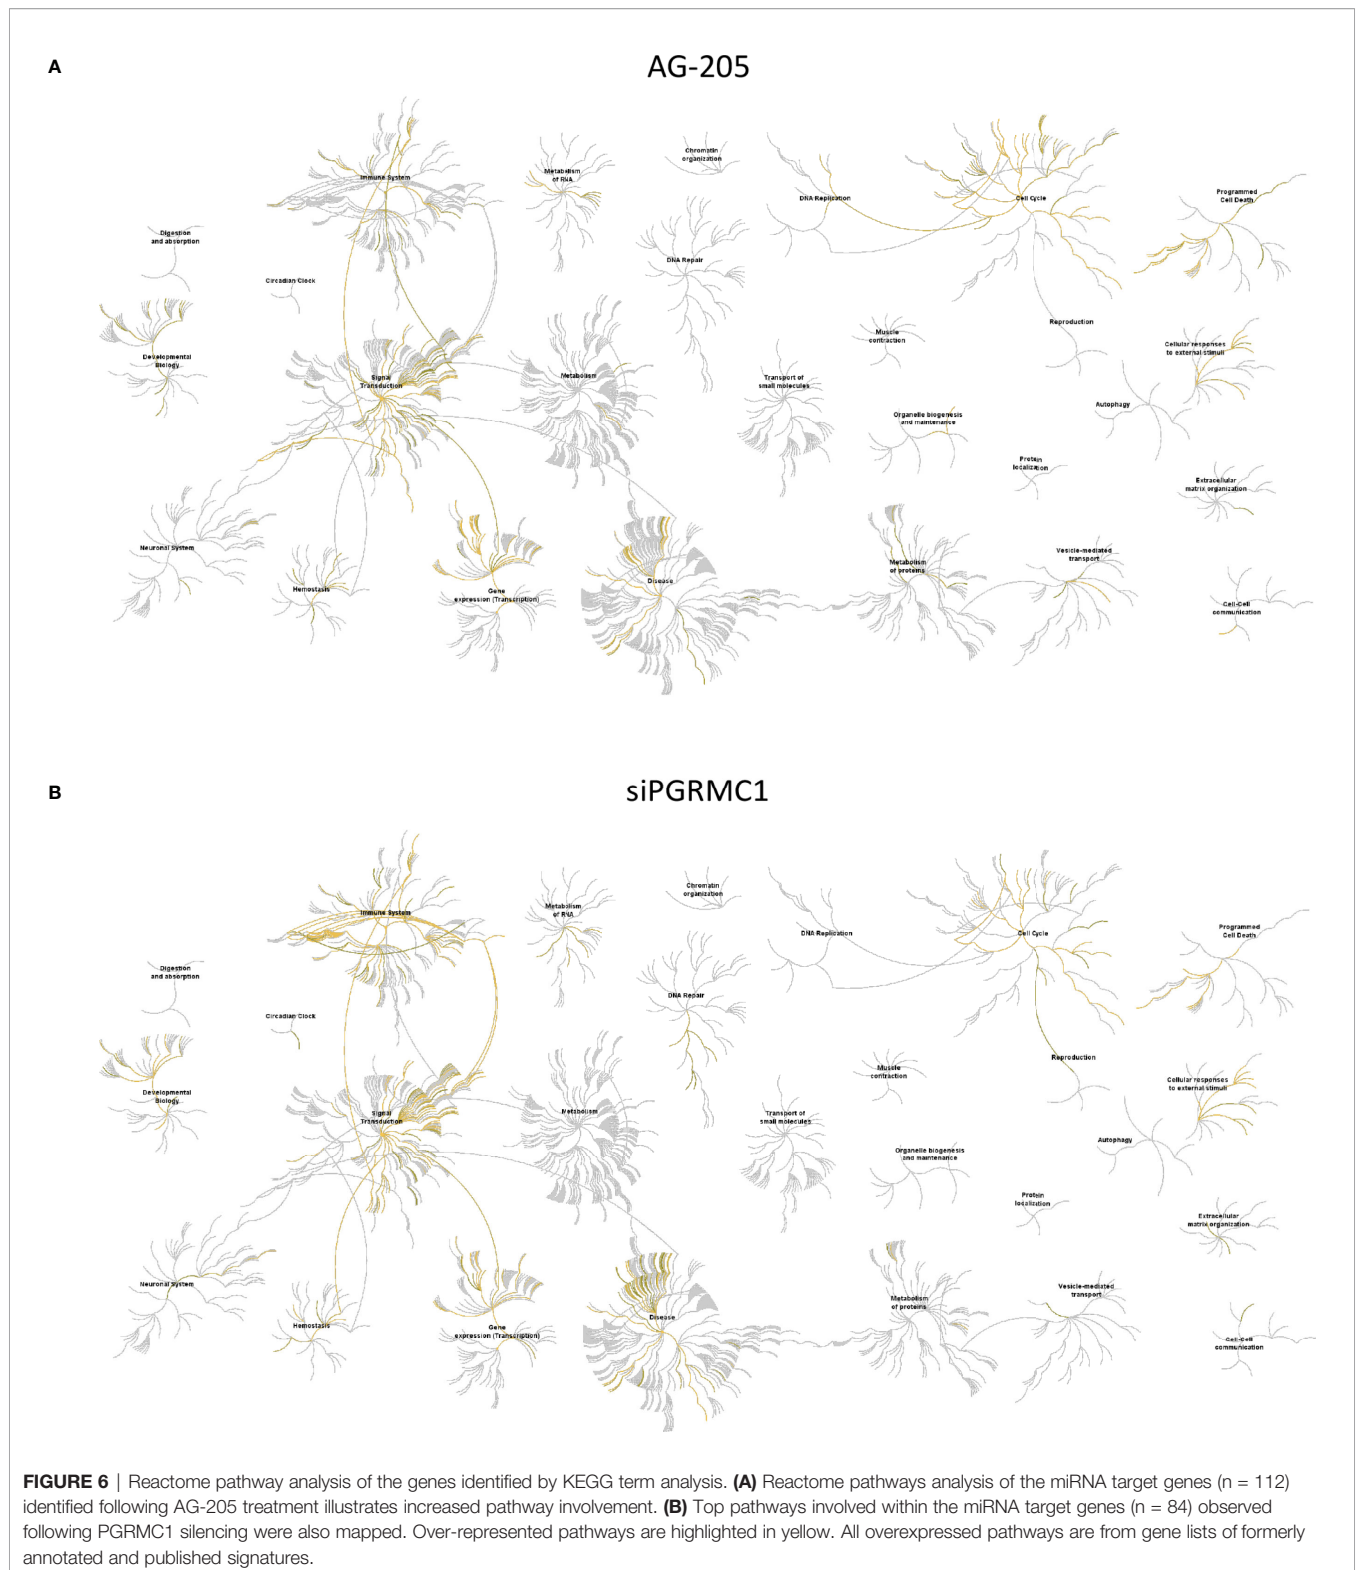 A
AG-205
Immune System
Metabolism
of RNA
Chromatin
organization
DNA Replication
Cell Cycle
Programmed
Cell Death
Digestion
and absorption
Circadian Clock
DNA Repair
Developmental
Biology
Signal
Transduction
Metabolism
Transport of
small molecules
Muscle
contraction
Reproduction
Cellular responses
to external stimuli
Organelle biogenesis
and maintenance
Autophagy
Protein
localization
Extracellular
matrix organization
Neuronal System
Hemostasis
Gene
expression (Transcription)
Disease
Metabolism
of proteins
Vesicle-mediated
transport
Cell-Cell
communication
B
siPGRMC1
Immune System
Metabolism
of RNA
Chromatin
organization
DNA Replication
Cell Cycle
Programmed
Cell Death
Digestion
and absorption
Circadian Clock
DNA Repair
Developmental
Biology
Signal
Transduction
Metabolism
Transport of
small molecules
Muscle
contraction
Reproduction
Cellular responses
to external stimuli
Organelle biogenesis
and maintenance
Autophagy
Protein
localization
Extracellular
matrix organization
Neuronal System
Hemostasis
Gene
expression (Transcription)
Disease
Metabolism
of proteins
Vesicle-mediated
transport
Cell-Cell
communication
FIGURE 6 | Reactome pathway analysis of the genes identified by KEGG term analysis. (A) Reactome pathways analysis of the miRNA target genes (n = 112)
identified following AG-205 treatment illustrates increased pathway involvement. (B) Top pathways involved within the miRNA target genes (n = 84) observed
following PGRMC1 silencing were also mapped. Over-represented pathways are highlighted in yellow. All overexpressed pathways are from gene lists of formerly
annotated and published signatures.